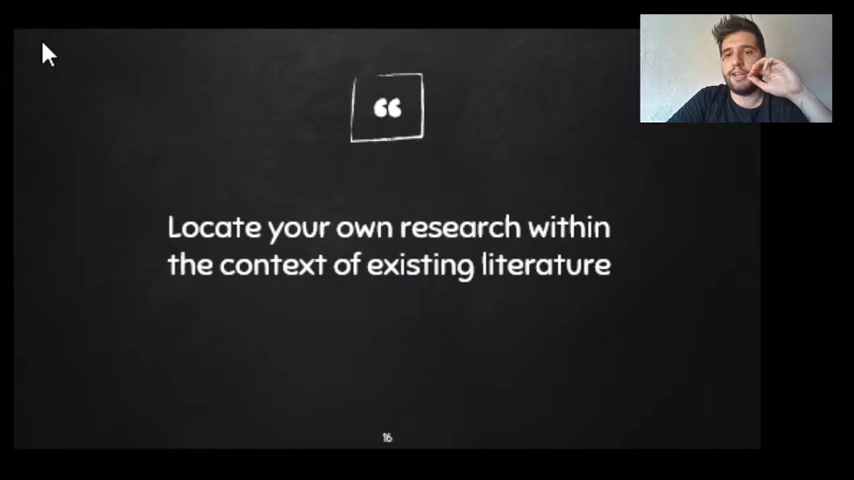 “
Locate your own research within
the context of existing literature
16